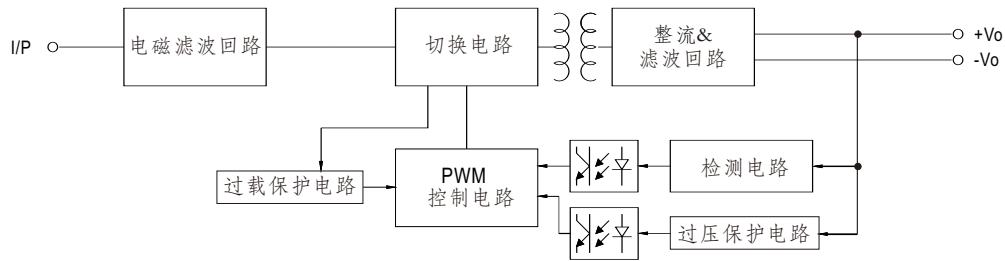 I/P
电磁滤波回路
切换电路
整流&
滤波回路
+Vo
-Vo
过载保护电路
PWM
控制电路
检测电路
过压保护电路